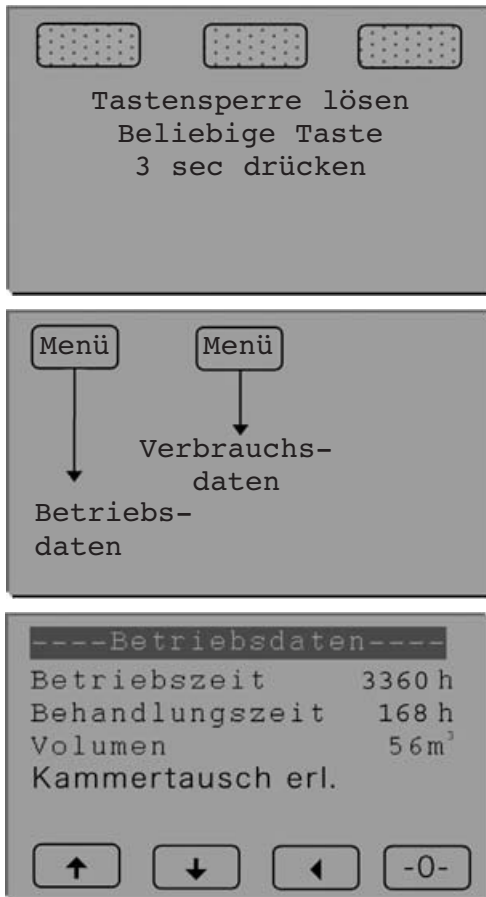 Tastensperre lösen
Beliebige Taste
3 sec drücken
Menü Menü
Verbrauchs-
daten
Betriebs-
daten
----Betriebsdaten----
Betriebszeit 3360 h
Behandlungszeit 168 h
Volumen 56m³
Kammertausch erl.
-0-